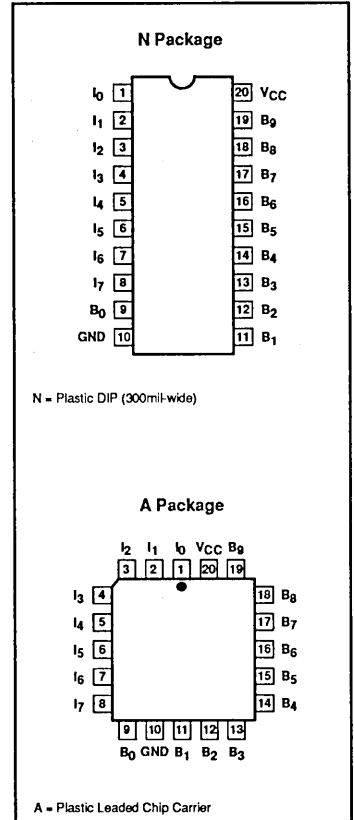 N Package
I0 1 20 VCC
I1 2 19 B9
I2 3 18 B8
I3 4 17 B7
I4 5 16 B6
I5 6 15 B5
I6 7 14 B4
I7 8 13 B3
B0 9 12 B2
GND 10 11 B1
N = Plastic DIP (300mil-wide)
A Package
I2 I1 I0 VCC B9
3 2 1 20 19
I3 4 18 B8
I4 5 17 B7
I5 6 16 B6
I6 7 15 B5
I7 8 14 B4
9 10 11 12 13
B0 GND B1 B2 B3
A = Plastic Leaded Chip Carrier